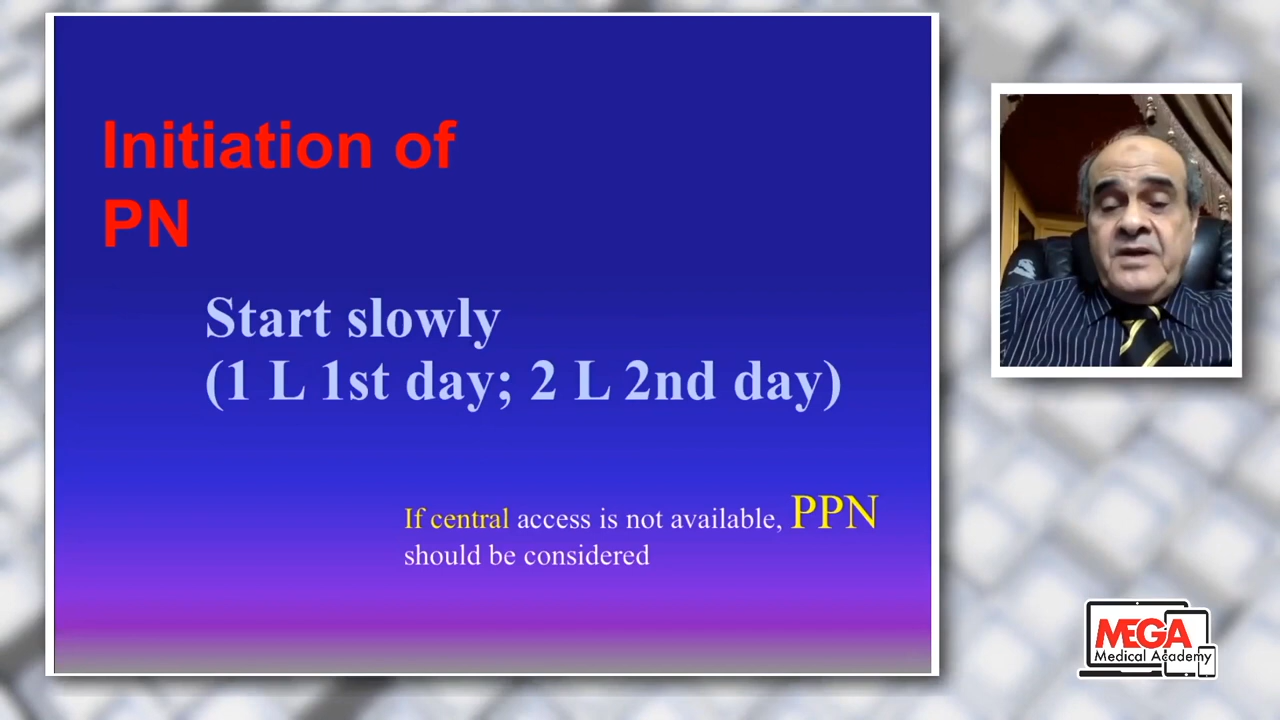 Initiation of
PN
Start slowly
(1 L 1st day; 2 L 2nd day)
If central access is not available, PPN
should be considered
MEGA
Medical Academy